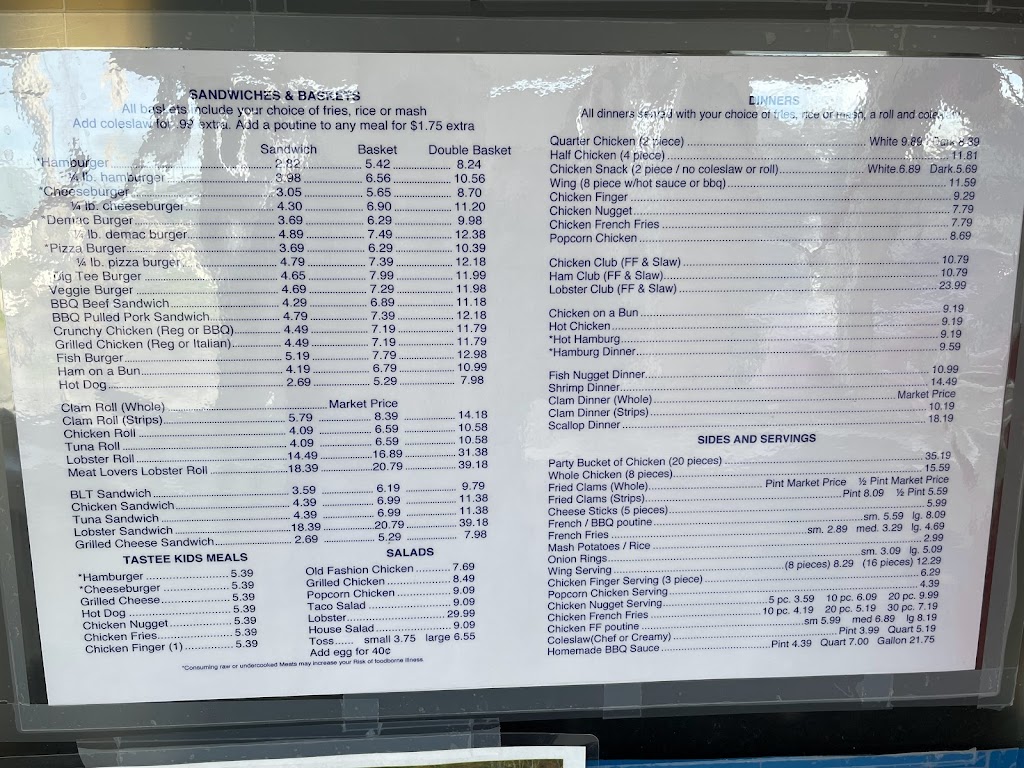 SANDWICHES & BASKETS
All baskets include your choice of fries, rice or mash
Add coleslaw for .99 extra. Add a poutine to any meal for $1.75 extra
Sandwich Basket Double Basket
*Hamburger 2.82 5.42 8.24
¼ lb. hamburger 3.98 6.56 10.56
*Cheeseburger 3.05 5.65 8.70
¼ lb. cheeseburger 4.30 6.90 11.20
*Demac Burger 3.69 6.29 9.98
¼ lb. demac burger 4.89 7.49 12.38
*Pizza Burger 3.69 6.29 10.39
¼ lb. pizza burger 4.79 7.39 12.18
Big Tee Burger 4.65 7.99 11.99
Veggie Burger 4.69 7.29 11.98
BBQ Beef Sandwich 4.29 6.89 11.18
BBQ Pulled Pork Sandwich 4.79 7.39 12.18
Crunchy Chicken (Reg or BBQ) 4.49 7.19 11.79
Grilled Chicken (Reg or Italian) 4.49 7.19 11.79
Fish Burger 5.19 7.79 12.98
Ham on a Bun 4.19 6.79 10.99
Hot Dog 2.69 5.29 7.98
Clam Roll (Whole) Market Price
Clam Roll (Strips) 5.79 8.39 14.18
Chicken Roll 4.09 6.59 10.58
Tuna Roll 4.09 6.59 10.58
Lobster Roll 14.49 16.89 31.38
Meat Lovers Lobster Roll 18.39 20.79 39.18
BLT Sandwich 3.59 6.19 9.79
Chicken Sandwich 4.39 6.99 11.38
Tuna Sandwich 4.39 6.99 11.38
Lobster Sandwich 18.39 20.79 39.18
Grilled Cheese Sandwich 2.69 5.29 7.98
TASTEE KIDS MEALS
*Hamburger 5.39
*Cheeseburger 5.39
Grilled Cheese 5.39
Hot Dog 5.39
Chicken Nugget 5.39
Chicken Fries 5.39
Chicken Finger (1) 5.39
SALADS
Old Fashion Chicken 7.69
Grilled Chicken 8.49
Popcorn Chicken 9.09
Taco Salad 9.09
Lobster 29.99
House Salad 9.09
Toss small 3.75 large 6.55
Add egg for 40¢
*Consuming raw or undercooked Meats may increase your Risk of foodborne illness
DINNERS
All dinners served with your choice of fries, rice or mash, a roll and coleslaw
Quarter Chicken (2 piece) White 9.89 Dark 8.39
Half Chicken (4 piece) 11.81
Chicken Snack (2 piece / no coleslaw or roll) White 6.89 Dark 5.69
Wing (8 piece w/hot sauce or bbq) 11.59
Chicken Finger 9.29
Chicken Nugget 7.79
Chicken French Fries 7.79
Popcorn Chicken 8.69
Chicken Club (FF & Slaw) 10.79
Ham Club (FF & Slaw) 10.79
Lobster Club (FF & Slaw) 23.99
Chicken on a Bun 9.19
Hot Chicken 9.19
*Hot Hamburg 9.19
*Hamburg Dinner 9.59
Fish Nugget Dinner 10.99
Shrimp Dinner 14.49
Clam Dinner (Whole) Market Price
Clam Dinner (Strips) 10.19
Scallop Dinner 18.19
SIDES AND SERVINGS
Party Bucket of Chicken (20 pieces) 35.19
Whole Chicken (8 pieces) 15.59
Fried Clams (Whole) Pint Market Price ½ Pint Market Price
Fried Clams (Strips) Pint 8.09 ½ Pint 5.59
Cheese Sticks (5 pieces) 5.99
French / BBQ poutine sm. 5.59 lg. 8.09
French Fries sm. 2.89 med. 3.29 lg. 4.69
Mash Potatoes / Rice 2.99
Onion Rings sm. 3.09 lg. 5.09
Wing Serving (8 pieces) 8.29 (16 pieces) 12.29
Chicken Finger Serving (3 piece) 6.29
Popcorn Chicken Serving 4.39
Chicken Nugget Serving 5 pc. 3.59 10 pc. 6.09 20 pc. 9.99
Chicken French Fries 10 pc. 4.19 20 pc. 5.19 30 pc. 7.19
Chicken FF poutine sm 5.99 med 6.89 lg 8.19
Coleslaw(Chef or Creamy) Pint 3.99 Quart 5.19
Homemade BBQ Sauce Pint 4.39 Quart 7.00 Gallon 21.75